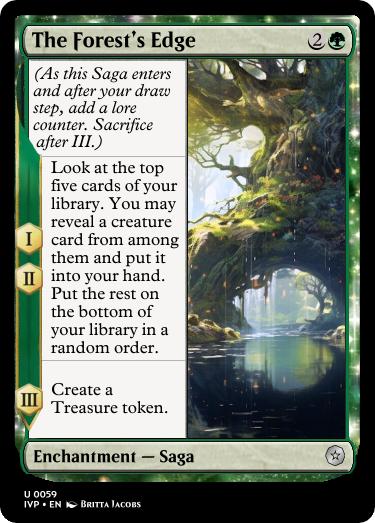 The Forest's Edge 2
(As this Saga enters
and after your draw
step, add a lore
counter. Sacrifice
after III.)
I
II
Look at the top
five cards of your
library. You may
reveal a creature
card from among
them and put it
into your hand.
Put the rest on
the bottom of
your library in a
random order.
III
Create a
Treasure token.
Enchantment — Saga
U 0059
IVP • EN Britta Jacobs